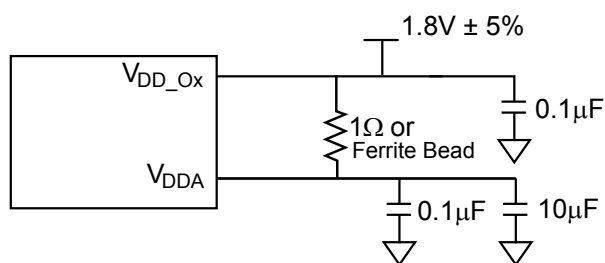 1.8V ± 5%
VDD_Ox
0.1µF
1Ω or
Ferrite Bead
VDDA
0.1µF
10µF